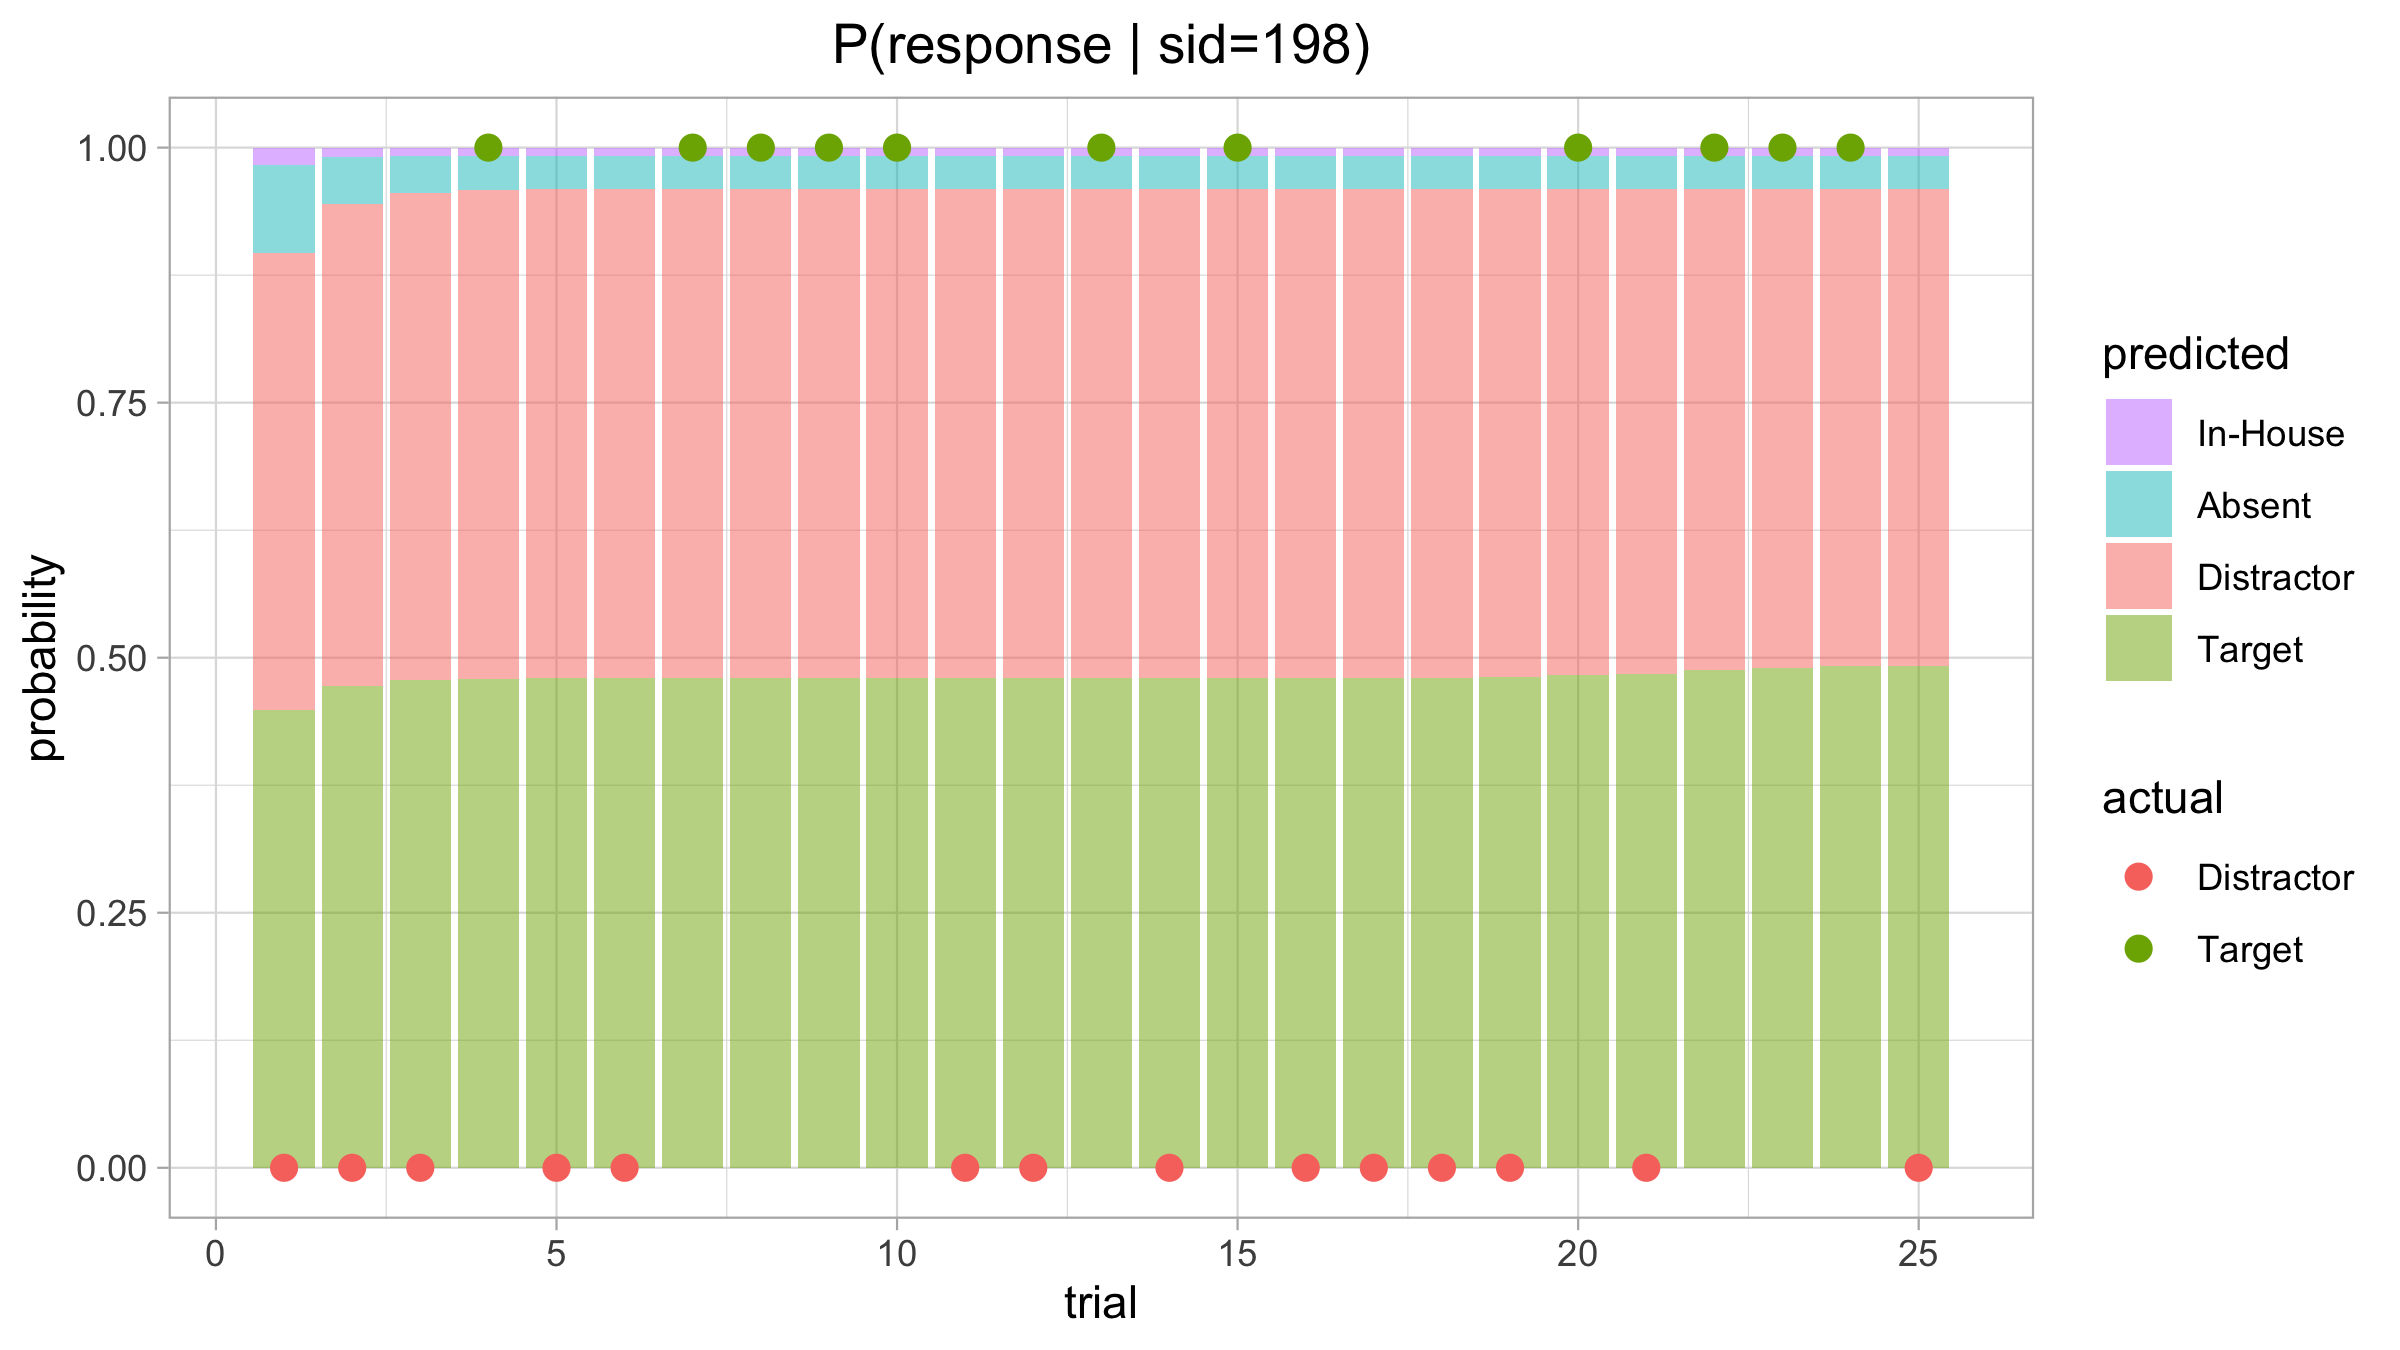 P(response | sid=198)
1.00
0.75
0.50
0.25
0.00
probability
0 5 10 15 20 25
trial
predicted
In-House
Absent
Distractor
Target
actual
Distractor
Target